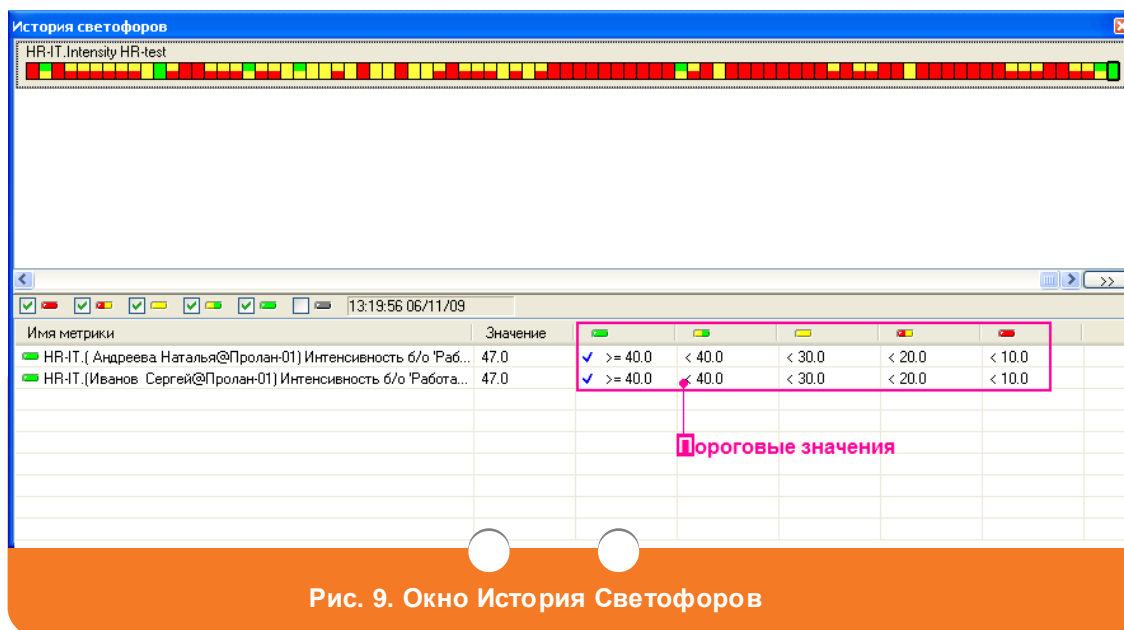 История светофоров
HR-IT.Intensity HR-test
>>
13:19:56 06/11/09
Имя метрики Значение
HR-IT.( Андреева Наталья@Пролан-01) Интенсивность б/о 'Раб... 47.0 >= 40.0 < 40.0 < 30.0 < 20.0 < 10.0
HR-IT.(Иванов Сергей@Пролан-01) Интенсивность б/о 'Работа... 47.0 >= 40.0 < 40.0 < 30.0 < 20.0 < 10.0
Пороговые значения
Рис. 9. Окно История Светофоров